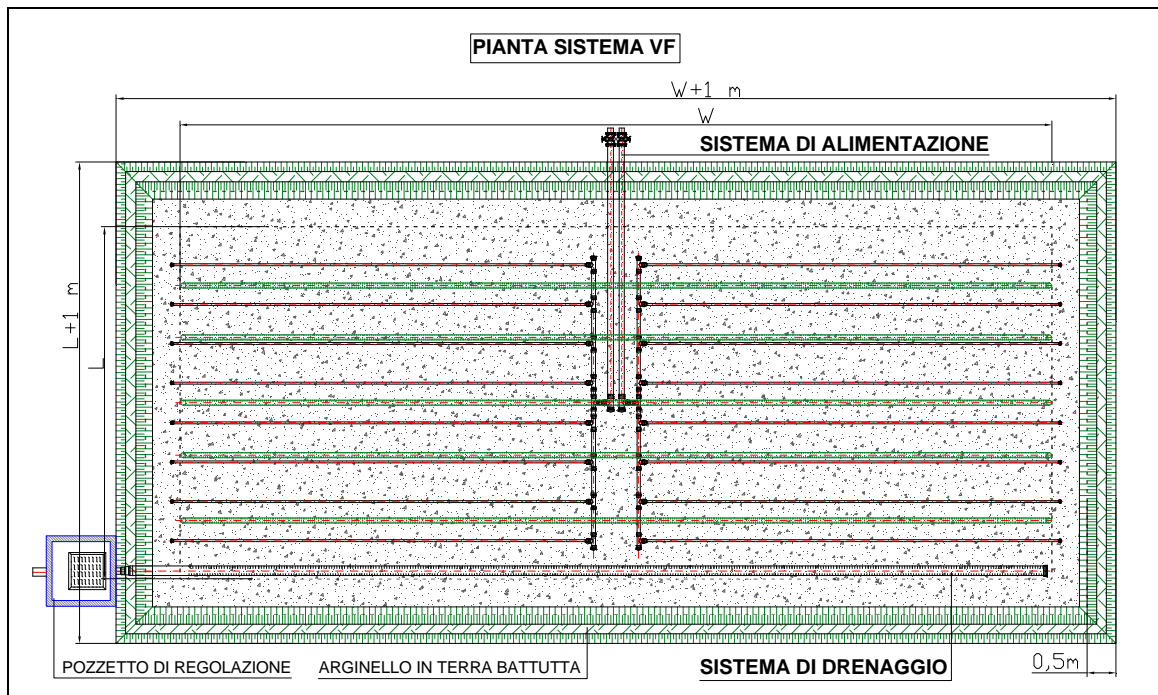 PIANTA SISTEMA VF
W+1 m
W
SISTEMA DI ALIMENTAZIONE
L+1 m
L
POZZETTO DI REGOLAZIONE
ARGINELLO IN TERRA BATTUTTA
SISTEMA DI DRENAGGIO
0,5m